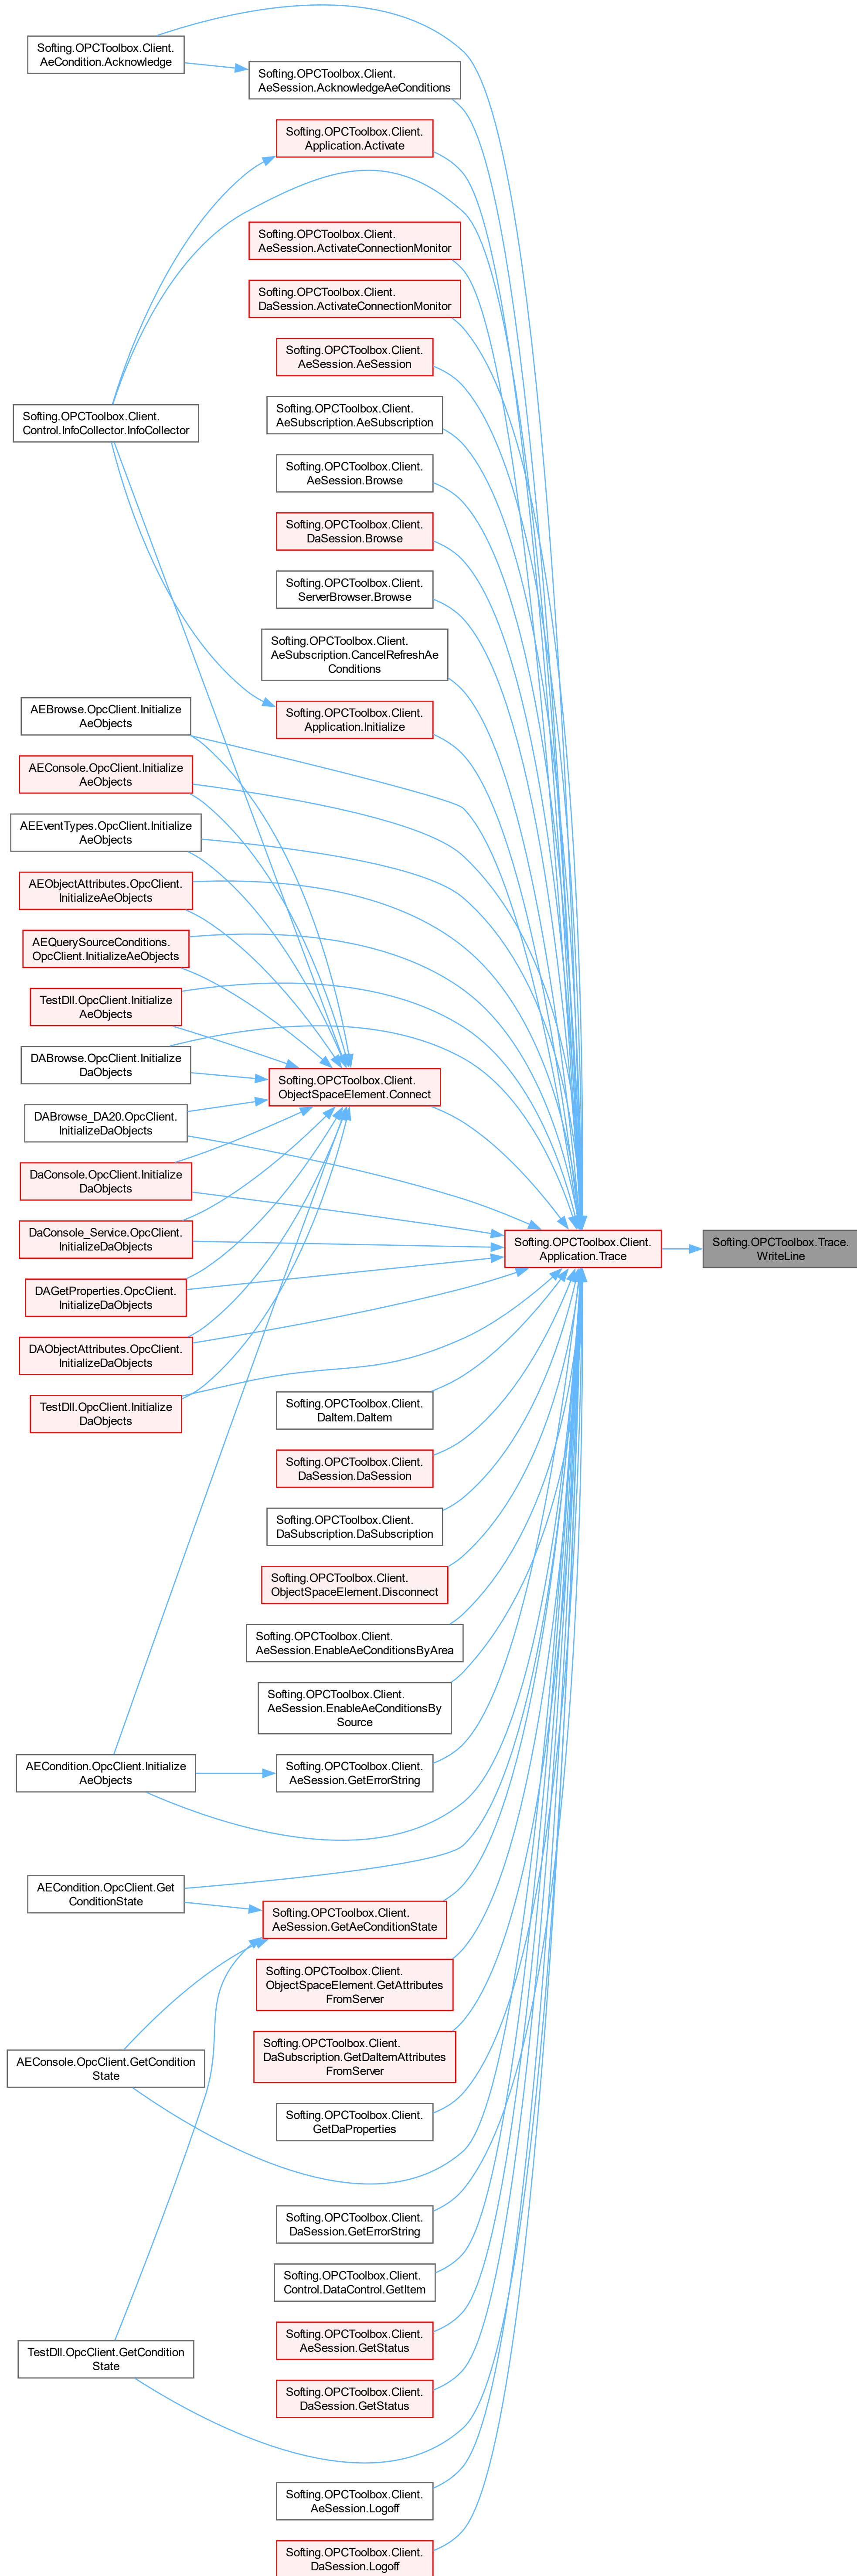 Softing.OPCToolbox.Client.
AeCondition.Acknowledge
Softing.OPCToolbox.Client.
AeSession.AcknowledgeAeConditions
Softing.OPCToolbox.Client.
Application.Activate
Softing.OPCToolbox.Client.
AeSession.ActivateConnectionMonitor
Softing.OPCToolbox.Client.
DaSession.ActivateConnectionMonitor
Softing.OPCToolbox.Client.
AeSession.AeSession
Softing.OPCToolbox.Client.
AeSubscription.AeSubscription
Softing.OPCToolbox.Client.
Control.InfoCollector.InfoCollector
Softing.OPCToolbox.Client.
AeSession.Browse
Softing.OPCToolbox.Client.
DaSession.Browse
Softing.OPCToolbox.Client.
ServerBrowser.Browse
Softing.OPCToolbox.Client.
AeSubscription.CancelRefreshAe
Conditions
AEBrowse.OpcClient.Initialize
AeObjects
Softing.OPCToolbox.Client.
Application.Initialize
AEConsole.OpcClient.Initialize
AeObjects
AEEventTypes.OpcClient.Initialize
AeObjects
AEObjectAttributes.OpcClient.
InitializeAeObjects
AEQuerySourceConditions.
OpcClient.InitializeAeObjects
TestDll.OpcClient.Initialize
AeObjects
DABrowse.OpcClient.Initialize
DaObjects
Softing.OPCToolbox.Client.
ObjectSpaceElement.Connect
DABrowse_DA20.OpcClient.
InitializeDaObjects
DaConsole.OpcClient.Initialize
DaObjects
DaConsole_Service.OpcClient.
InitializeDaObjects
Softing.OPCToolbox.Client.
Application.Trace
Softing.OPCToolbox.Trace.
WriteLine
DAGetProperties.OpcClient.
InitializeDaObjects
DAObjectAttributes.OpcClient.
InitializeDaObjects
TestDll.OpcClient.Initialize
DaObjects
Softing.OPCToolbox.Client.
DaItem.DaItem
Softing.OPCToolbox.Client.
DaSession.DaSession
Softing.OPCToolbox.Client.
DaSubscription.DaSubscription
Softing.OPCToolbox.Client.
ObjectSpaceElement.Disconnect
Softing.OPCToolbox.Client.
AeSession.EnableAeConditionsByArea
Softing.OPCToolbox.Client.
AeSession.EnableAeConditionsBy
Source
AECondition.OpcClient.Initialize
AeObjects
Softing.OPCToolbox.Client.
AeSession.GetErrorString
AECondition.OpcClient.Get
ConditionState
Softing.OPCToolbox.Client.
AeSession.GetAeConditionState
Softing.OPCToolbox.Client.
ObjectSpaceElement.GetAttributes
FromServer
Softing.OPCToolbox.Client.
DaSubscription.GetDaItemAttributes
FromServer
AEConsole.OpcClient.GetCondition
State
Softing.OPCToolbox.Client.
GetDaProperties
Softing.OPCToolbox.Client.
DaSession.GetErrorString
Softing.OPCToolbox.Client.
Control.DataControl.GetItem
Softing.OPCToolbox.Client.
AeSession.GetStatus
TestDll.OpcClient.GetCondition
State
Softing.OPCToolbox.Client.
DaSession.GetStatus
Softing.OPCToolbox.Client.
AeSession.Logoff
Softing.OPCToolbox.Client.
DaSession.Logoff